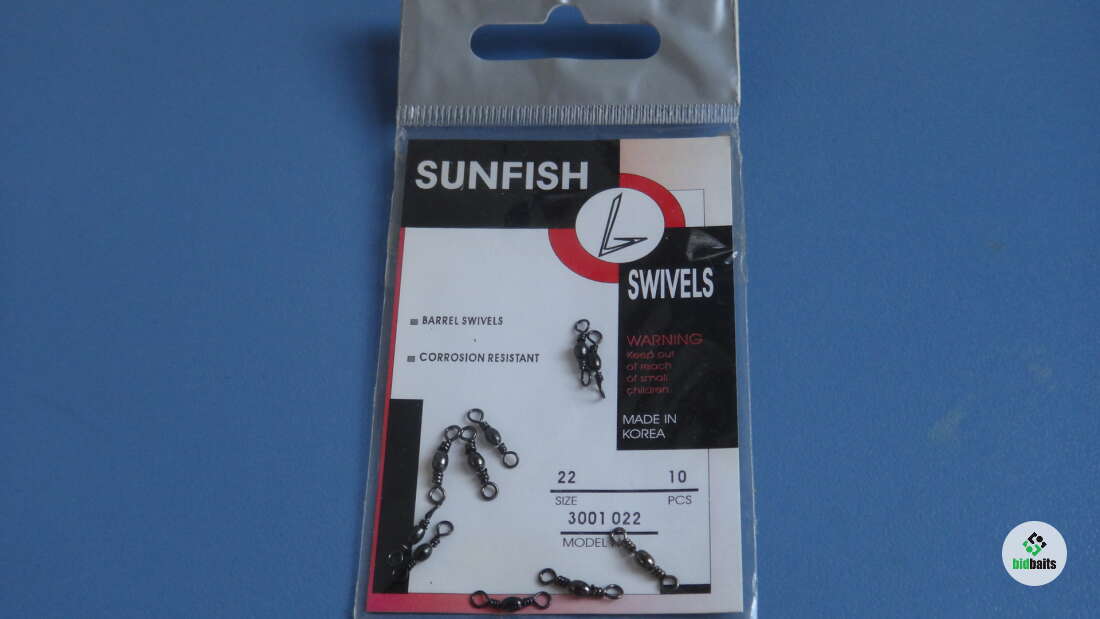 SUNFISH
SWIVELS
BARREL SWIVELS
CORROSION RESISTANT
WARNING
Keep out
of reach
of small
children.
MADE IN
KOREA
22 10
SIZE PCS
3001 022
MODEL
bidbaits